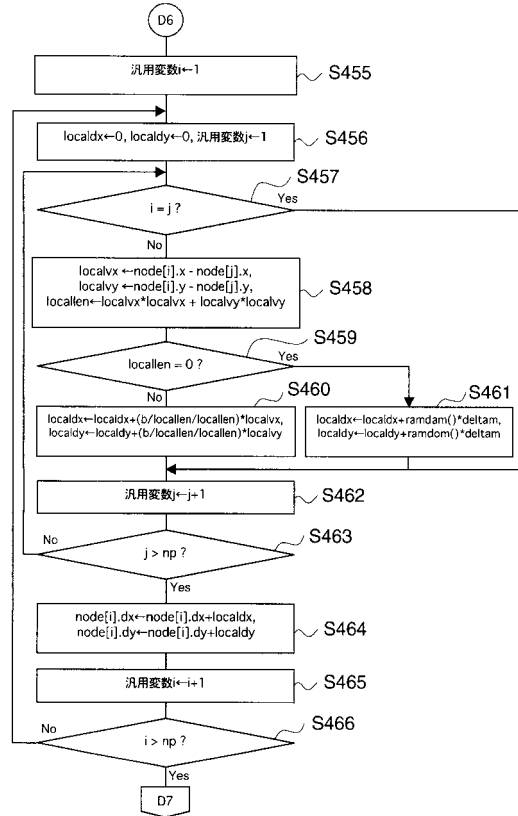 D6
汎用変数i←1
S455
localdx←0, localdy←0, 汎用変数j←1
S456
S457
i = j ?
Yes
No
localvx ←node[i].x - node[j].x,
localvy ←node[i].y - node[j].y,
locallen←localvx*localvx + localvy*localvy
S458
S459
locallen = 0 ?
Yes
No
S460
localdx←localdx+(b/locallen/locallen)*localvx,
localdy←localdy+(b/locallen/locallen)*localvy
S461
localdx←localdx+ramdam()*deltam,
localdy←localdy+ramdom()*deltam
汎用変数j←j+1
S462
S463
No
j > np ?
Yes
node[i].dx←node[i].dx+localdx,
node[i].dy←node[i].dy+localdy
S464
汎用変数i←i+1
S465
S466
No
i > np ?
Yes
D7